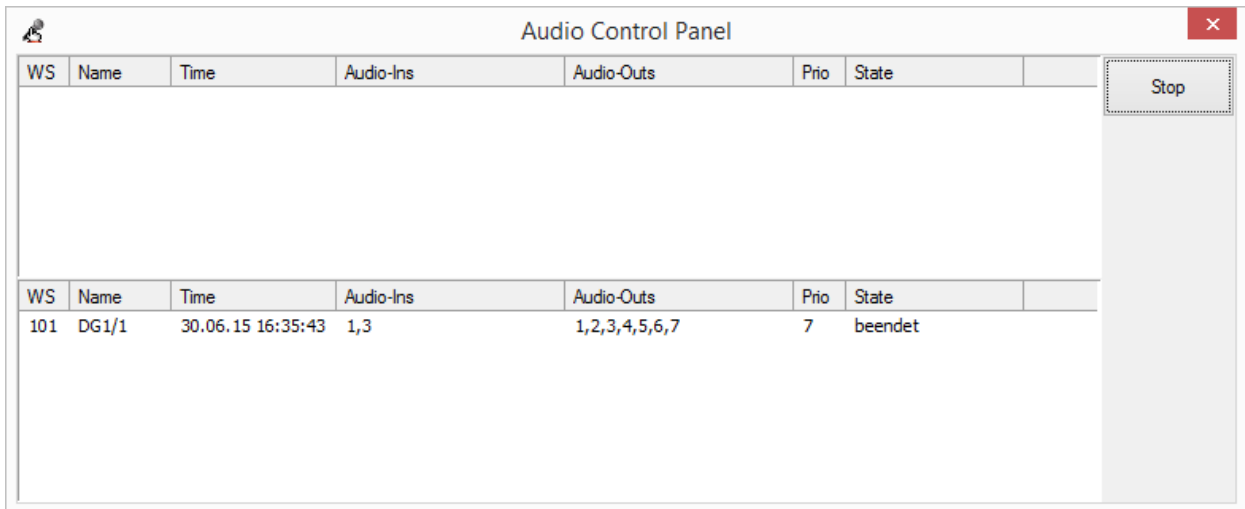 Audio Control Panel
WS Name Time Audio-Ins Audio-Outs Prio State
Stop
WS Name Time Audio-Ins Audio-Outs Prio State
101 DG1/1 30.06.15 16:35:43 1,3 1,2,3,4,5,6,7 7 beendet